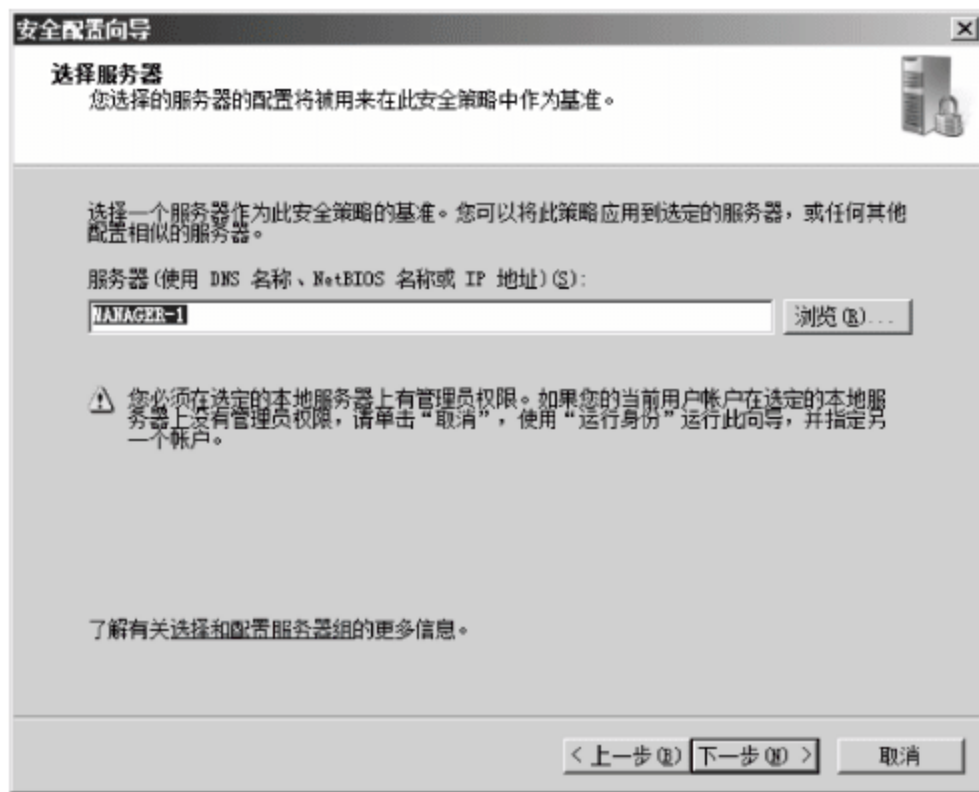 安全配置向导
选择服务器
您选择的服务器的配置将被用来在此安全策略中作为基准。
选择一个服务器作为此安全策略的基准。您可以将此策略应用到选定的服务器，或任何其他
配置相似的服务器。
服务器(使用 DNS 名称、NetBIOS 名称或 IP 地址)(S):
MANAGER-1
浏览(R)...
您必须在选定的本地服务器上有管理员权限。如果您的当前用户帐户在选定的本地服
务器上没有管理员权限，请单击“取消”，使用“运行身份”运行此向导，并指定另
一个帐户。
了解有关选择和配置服务器组的更多信息。
< 上一步(B) 下一步(N) > 取消